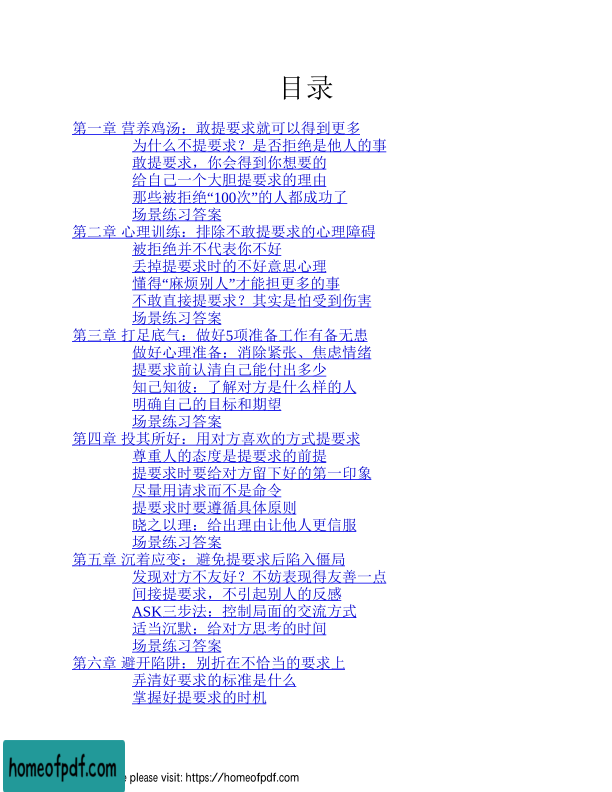 目录
第一章 营养鸡汤：敢提要求就可以得到更多
为什么不提要求？是否拒绝是他人的事
敢提要求，你会得到你想要的
给自己一个大胆提要求的理由
那些被拒绝“100次”的人都成功了
场景练习答案
第二章 心理训练：排除不敢提要求的心理障碍
被拒绝并不代表你不好
丢掉提要求时的不好意思心理
懂得“麻烦别人”才能担更多的事
不敢直接提要求？其实是怕受到伤害
场景练习答案
第三章 打足底气：做好5项准备工作有备无患
做好心理准备：消除紧张、焦虑情绪
提要求前认清自己能付出多少
知己知彼：了解对方是什么样的人
明确自己的目标和期望
场景练习答案
第四章 投其所好：用对方喜欢的方式提要求
尊重人的态度是提要求的前提
提要求时要给对方留下好的第一印象
尽量用请求而不是命令
提要求时要遵循具体原则
晓之以理：给出理由让他人更信服
场景练习答案
第五章 沉着应变：避免提要求后陷入僵局
发现对方不友好？不妨表现得友善一点
间接提要求，不引起别人的反感
ASK三步法：控制局面的交流方式
适当沉默：给对方思考的时间
场景练习答案
第六章 避开陷阱：别折在不恰当的要求上
弄清好要求的标准是什么
掌握好提要求的时机
homeofpdf.com
e please visit: https://homeofpdf.com